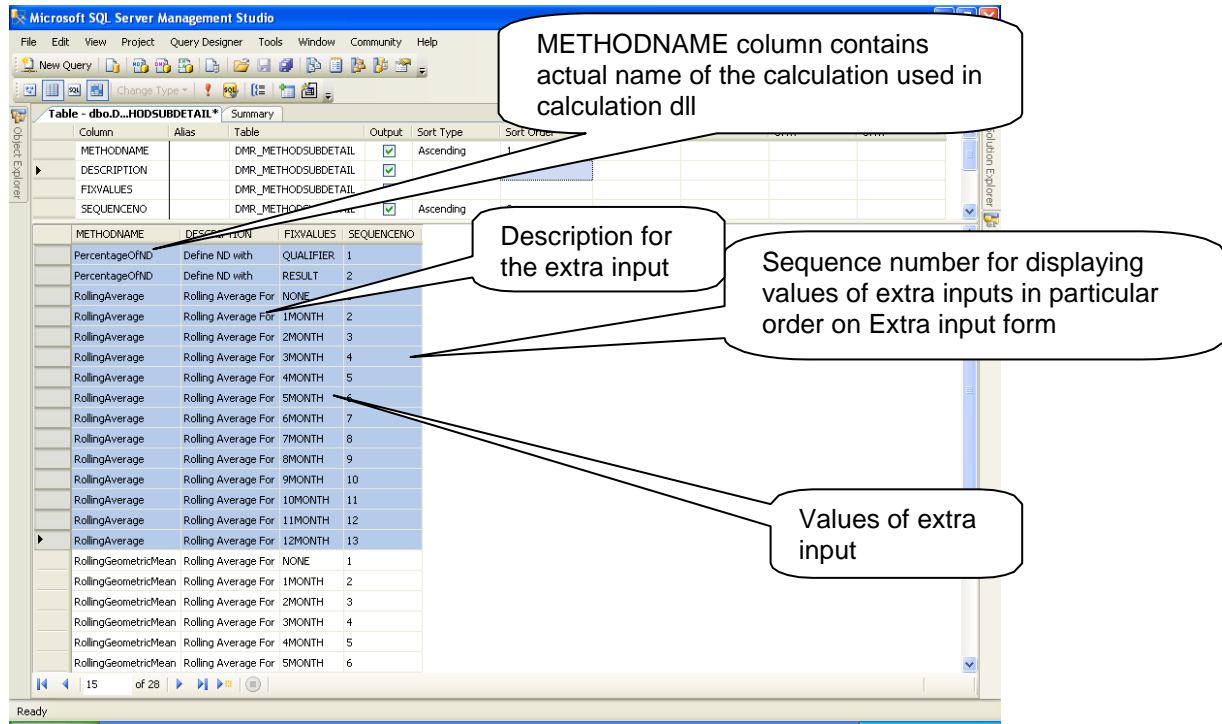 Microsoft SQL Server Management Studio
File Edit View Project Query Designer Tools Window Community Help
New Query
Change Type
Table - dbo.D...HODSUBDETAIL* Summary
Object Explorer
Solution Explorer
Column Alias Table Output Sort Type Sort Order
METHODNAME DMR_METHODSUBDETAIL Ascending 1
DESCRIPTION DMR_METHODSUBDETAIL
FIXVALUES DMR_METHODSUBDETAIL
SEQUENCENO Ascending
METHODNAME column contains
actual name of the calculation used in
calculation dll
METHODNAME DESCRIPTION FIXVALUES SEQUENCENO
PercentageOfND Define ND with QUALIFIER 1
PercentageOfND Define ND with RESULT 2
RollingAverage Rolling Average For NONE
RollingAverage Rolling Average For 1MONTH 2
RollingAverage Rolling Average For 2MONTH 3
RollingAverage Rolling Average For 3MONTH 4
RollingAverage Rolling Average For 4MONTH 5
RollingAverage Rolling Average For 5MONTH 6
RollingAverage Rolling Average For 6MONTH 7
RollingAverage Rolling Average For 7MONTH 8
RollingAverage Rolling Average For 8MONTH 9
RollingAverage Rolling Average For 9MONTH 10
RollingAverage Rolling Average For 10MONTH 11
RollingAverage Rolling Average For 11MONTH 12
RollingAverage Rolling Average For 12MONTH 13
RollingGeometricMean Rolling Average For NONE 1
RollingGeometricMean Rolling Average For 1MONTH 2
RollingGeometricMean Rolling Average For 2MONTH 3
RollingGeometricMean Rolling Average For 3MONTH 4
RollingGeometricMean Rolling Average For 4MONTH 5
RollingGeometricMean Rolling Average For 5MONTH 6
Description for
the extra input
Sequence number for displaying
values of extra inputs in particular
order on Extra input form
Values of extra
input
15 of 28
Ready